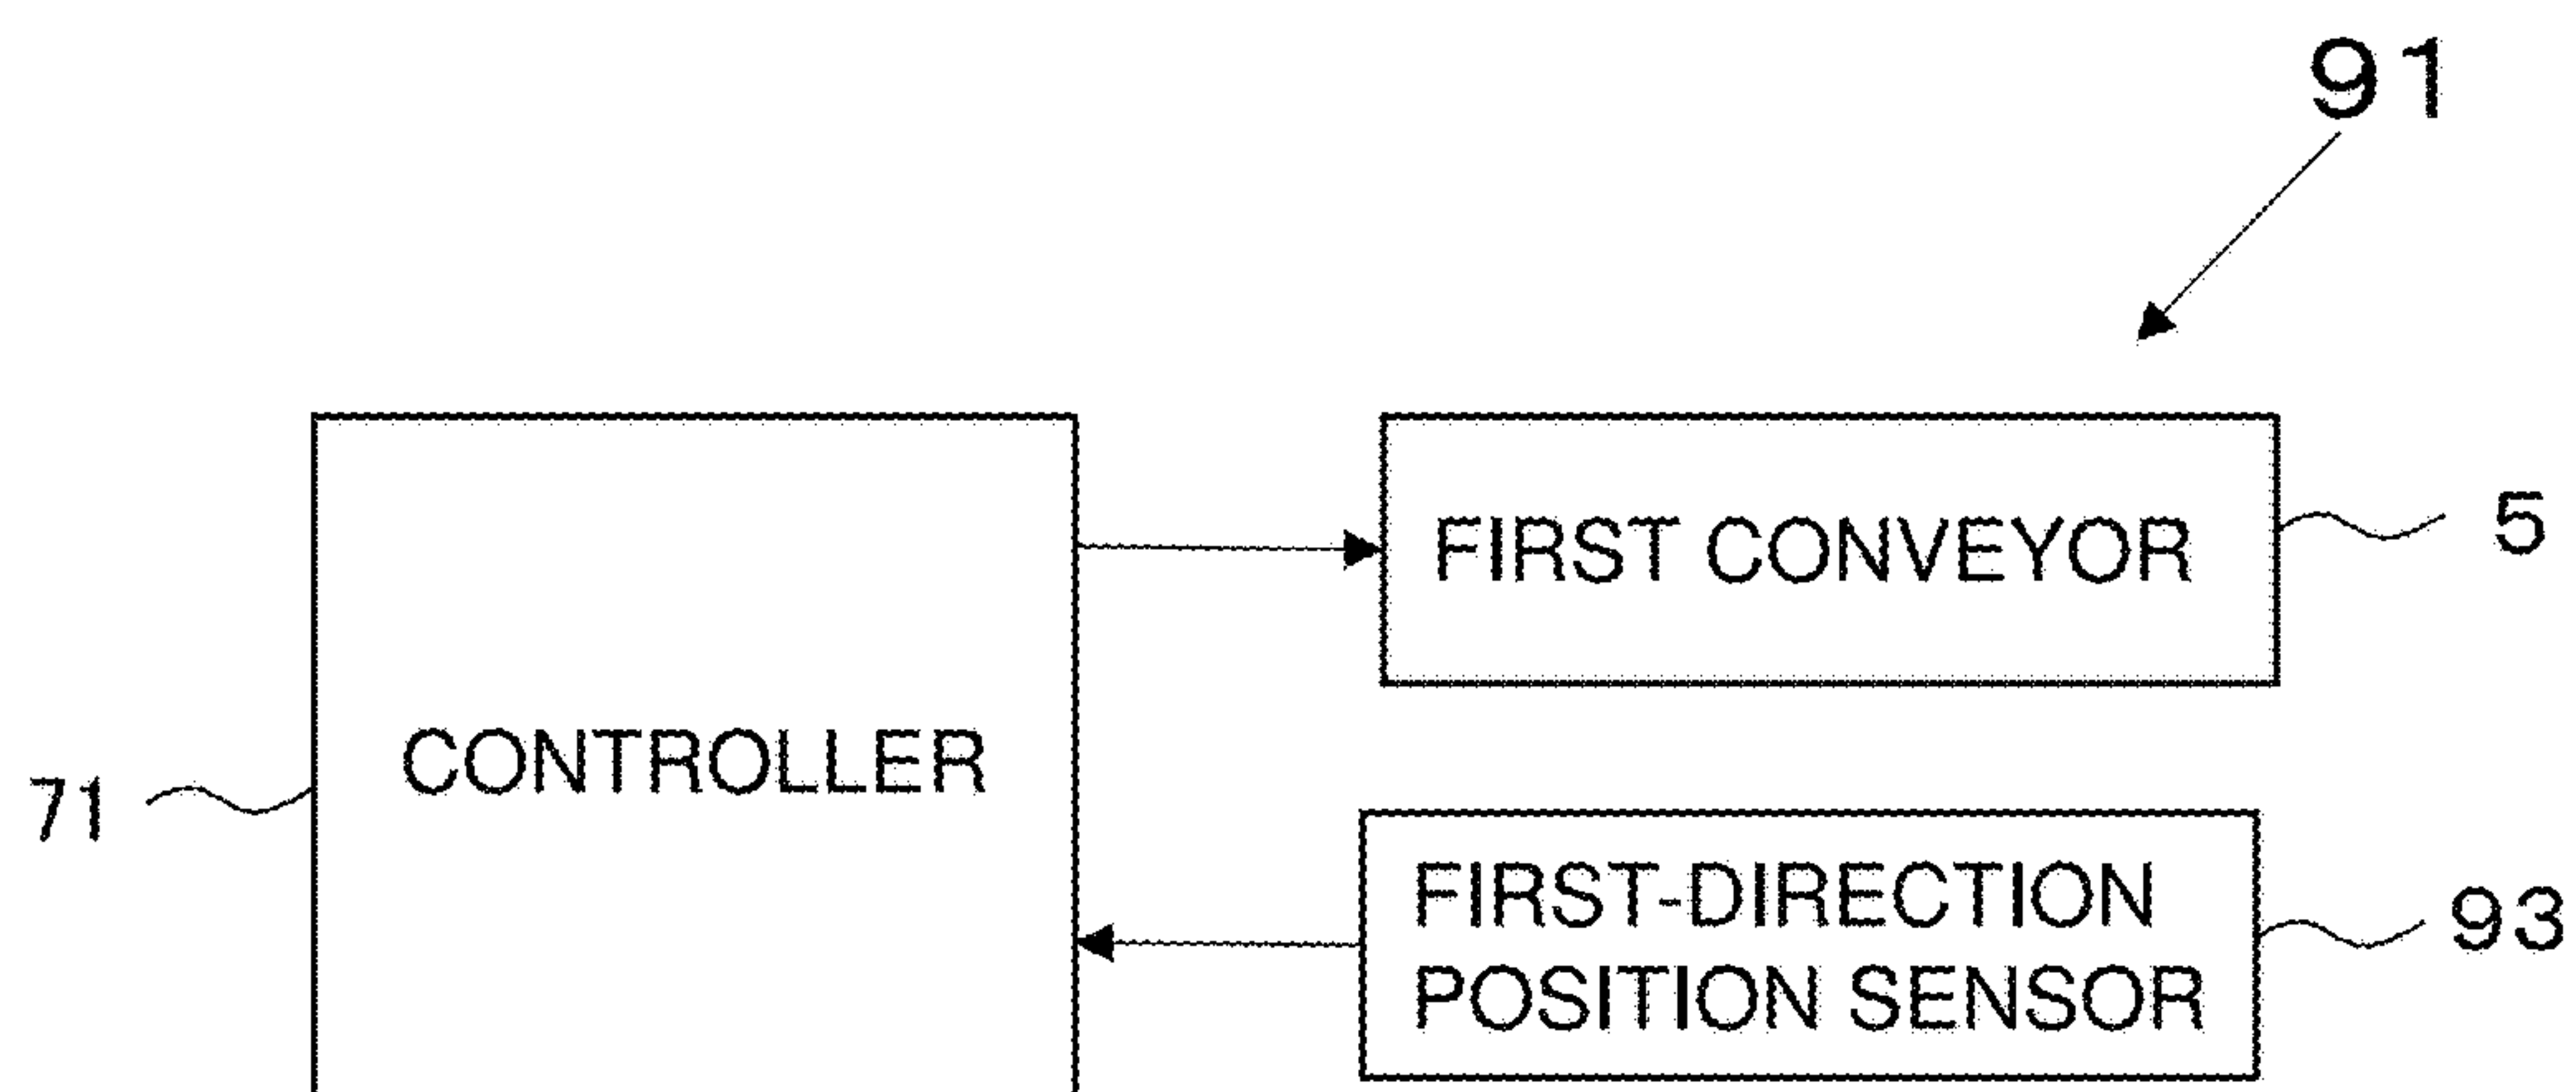 91
FIRST CONVEYOR
5
CONTROLLER
71
FIRST-DIRECTION
POSITION SENSOR
93